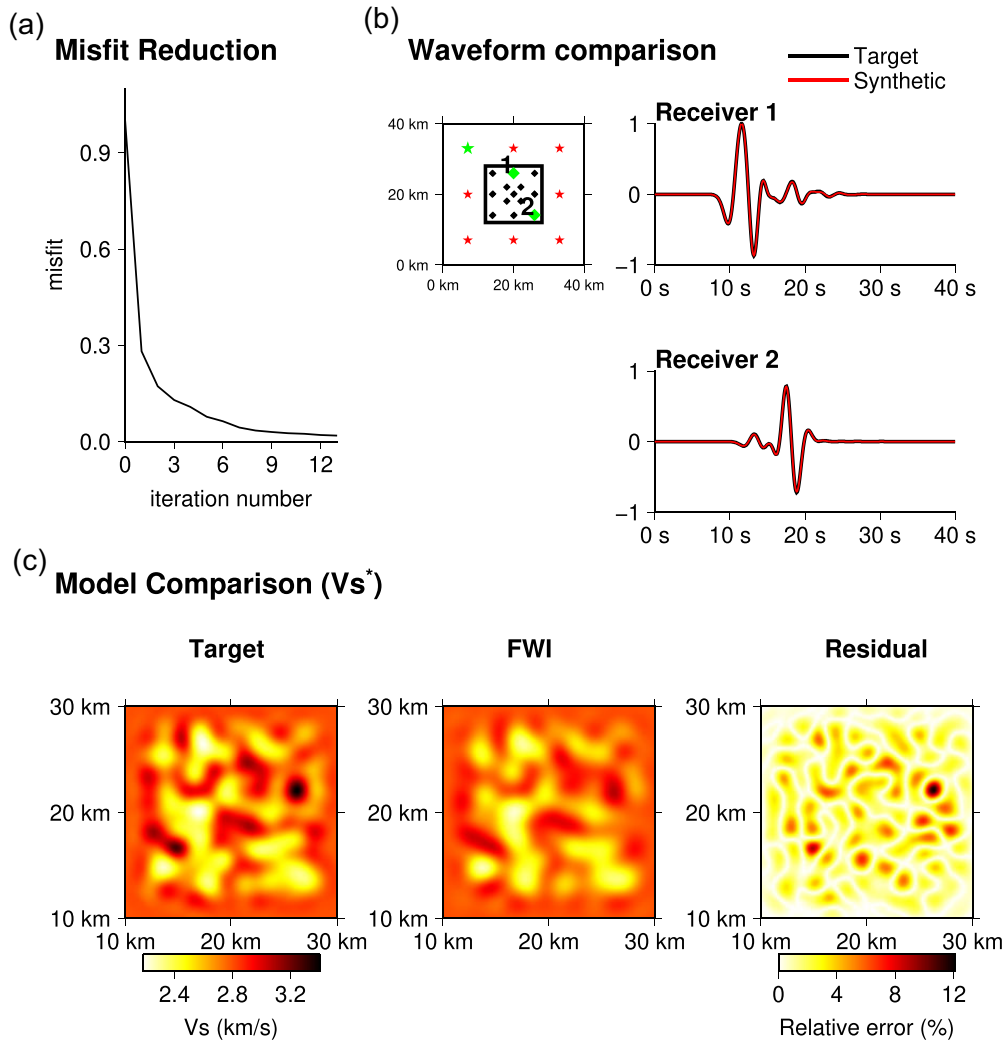 (a)
Misfit Reduction
0.9
0.6
0.3
0.0
misfit
0 3 6 9 12
iteration number
(b)
Waveform comparison
Target
Synthetic
40 km
20 km
0 km
0 km 20 km 40 km
1
2
Receiver 1
1
0
−1
0 s 10 s 20 s 30 s 40 s
Receiver 2
1
0
−1
0 s 10 s 20 s 30 s 40 s
(c)
Model Comparison (Vs*)
Target
30 km
20 km
10 km
10 km 20 km 30 km
2.4 2.8 3.2
Vs (km/s)
FWI
30 km
20 km
10 km
10 km 20 km 30 km
Residual
30 km
20 km
10 km
10 km 20 km 30 km
0 4 8 12
Relative error (%)